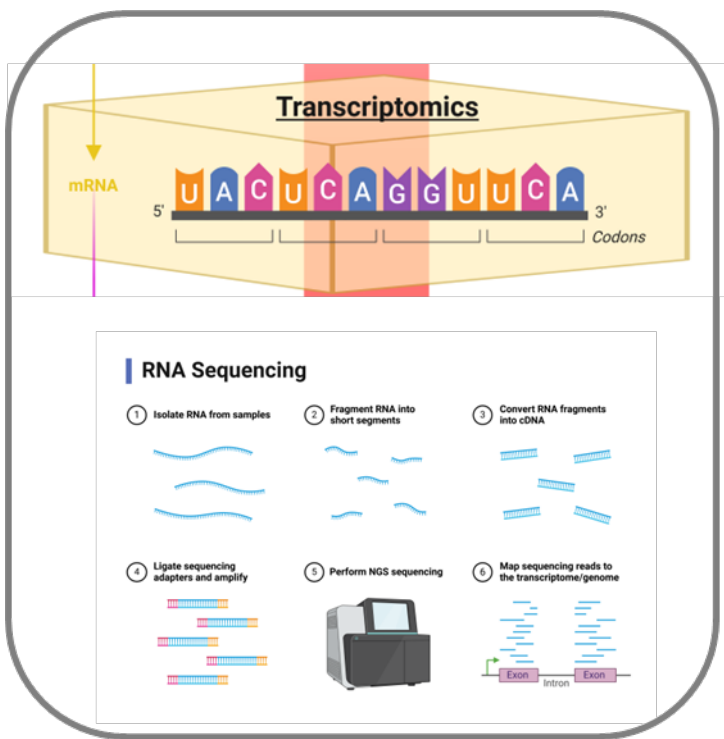 Transcriptomics
mRNA
U A C U C A G G U U C A
5'
3'
Codons
RNA Sequencing
1 Isolate RNA from samples
2 Fragment RNA into
short segments
3 Convert RNA fragments
into cDNA
4 Ligate sequencing
adapters and amplify
5 Perform NGS sequencing
6 Map sequencing reads to
the transcriptome/genome
Exon
Intron
Exon